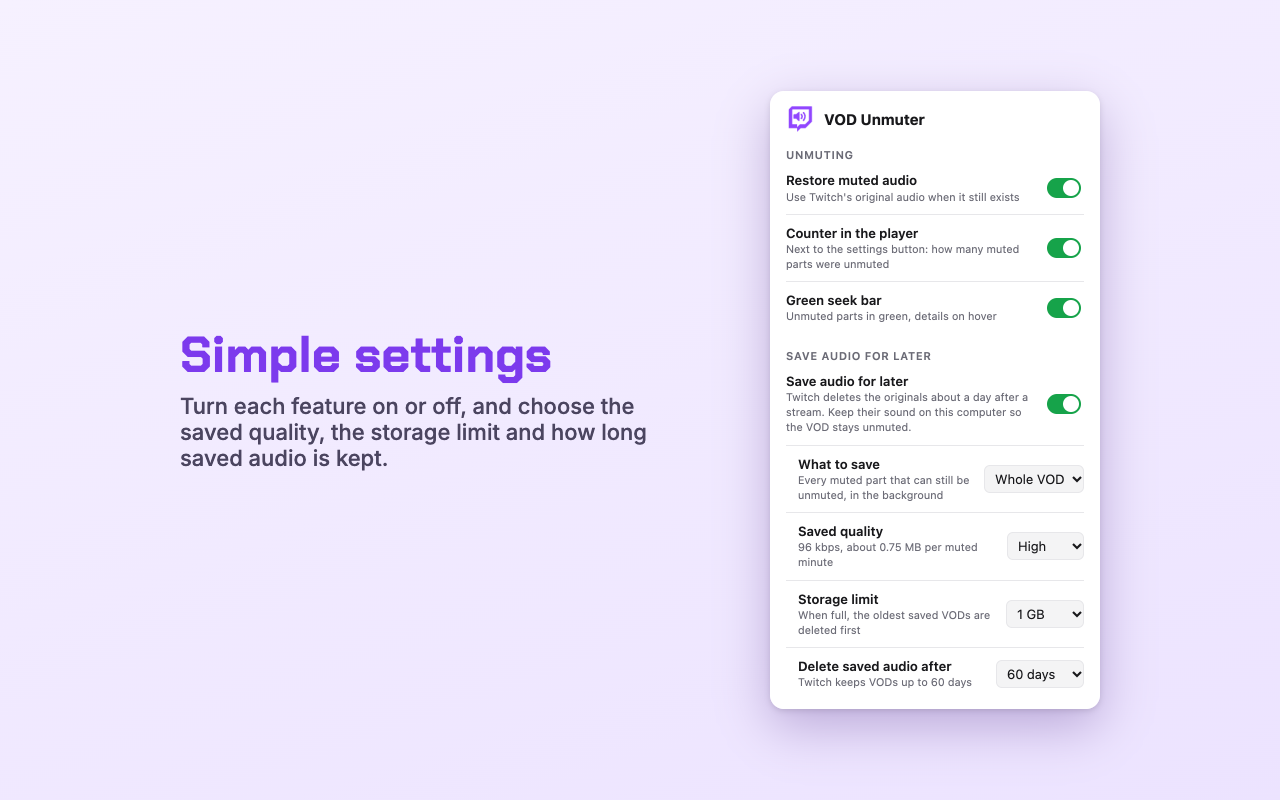 Simple settings
Turn each feature on or off, and choose the
saved quality, the storage limit and how long
saved audio is kept.
VOD Unmuter
UNMUTING
Restore muted audio
Use Twitch's original audio when it still exists
Counter in the player
Next to the settings button: how many muted
parts were unmuted
Green seek bar
Unmuted parts in green, details on hover
SAVE AUDIO FOR LATER
Save audio for later
Twitch deletes the originals about a day after a
stream. Keep their sound on this computer so
the VOD stays unmuted.
What to save
Every muted part that can still be
unmuted, in the background
Whole VOD
Saved quality
96 kbps, about 0.75 MB per muted
minute
High
Storage limit
When full, the oldest saved VODs are
deleted first
1 GB
Delete saved audio after
Twitch keeps VODs up to 60 days
60 days